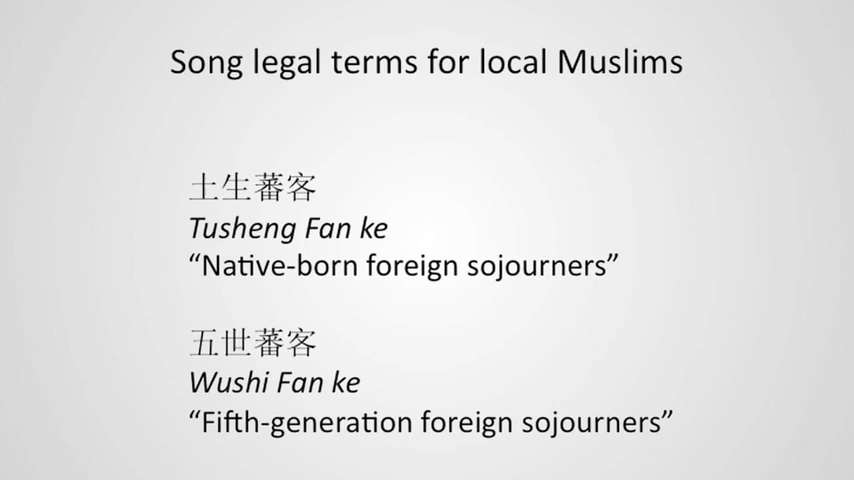 Song legal terms for local Muslims
土生蕃客
Tusheng Fan ke
“Native-born foreign sojourners”
五世蕃客
Wushi Fan ke
“Fifth-generation foreign sojourners”